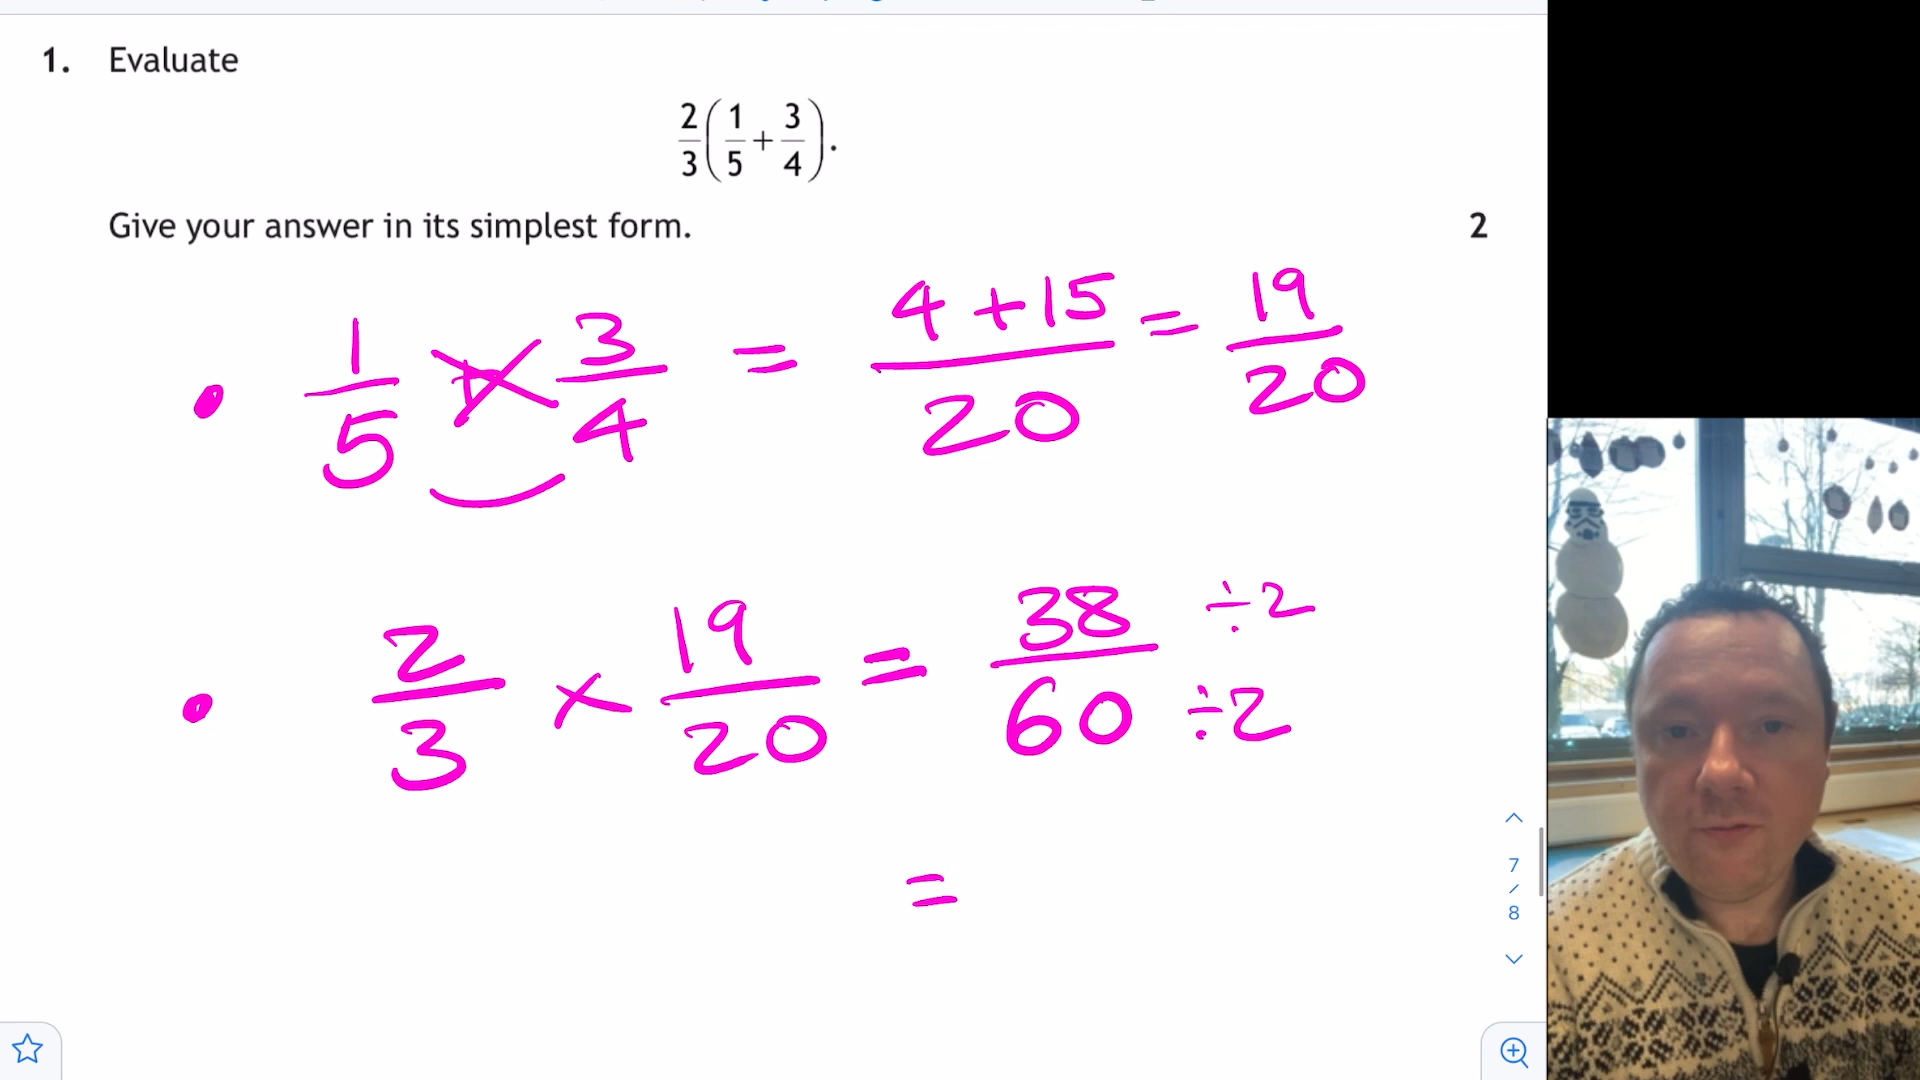 1. Evaluate
2/3 (1/5 + 3/4).
Give your answer in its simplest form. 2
• 1/5 + 3/4 = 4 + 15/20 = 19/20
• 2/3 × 19/20 = 38/60 ÷2 ÷2
=
7
/
8